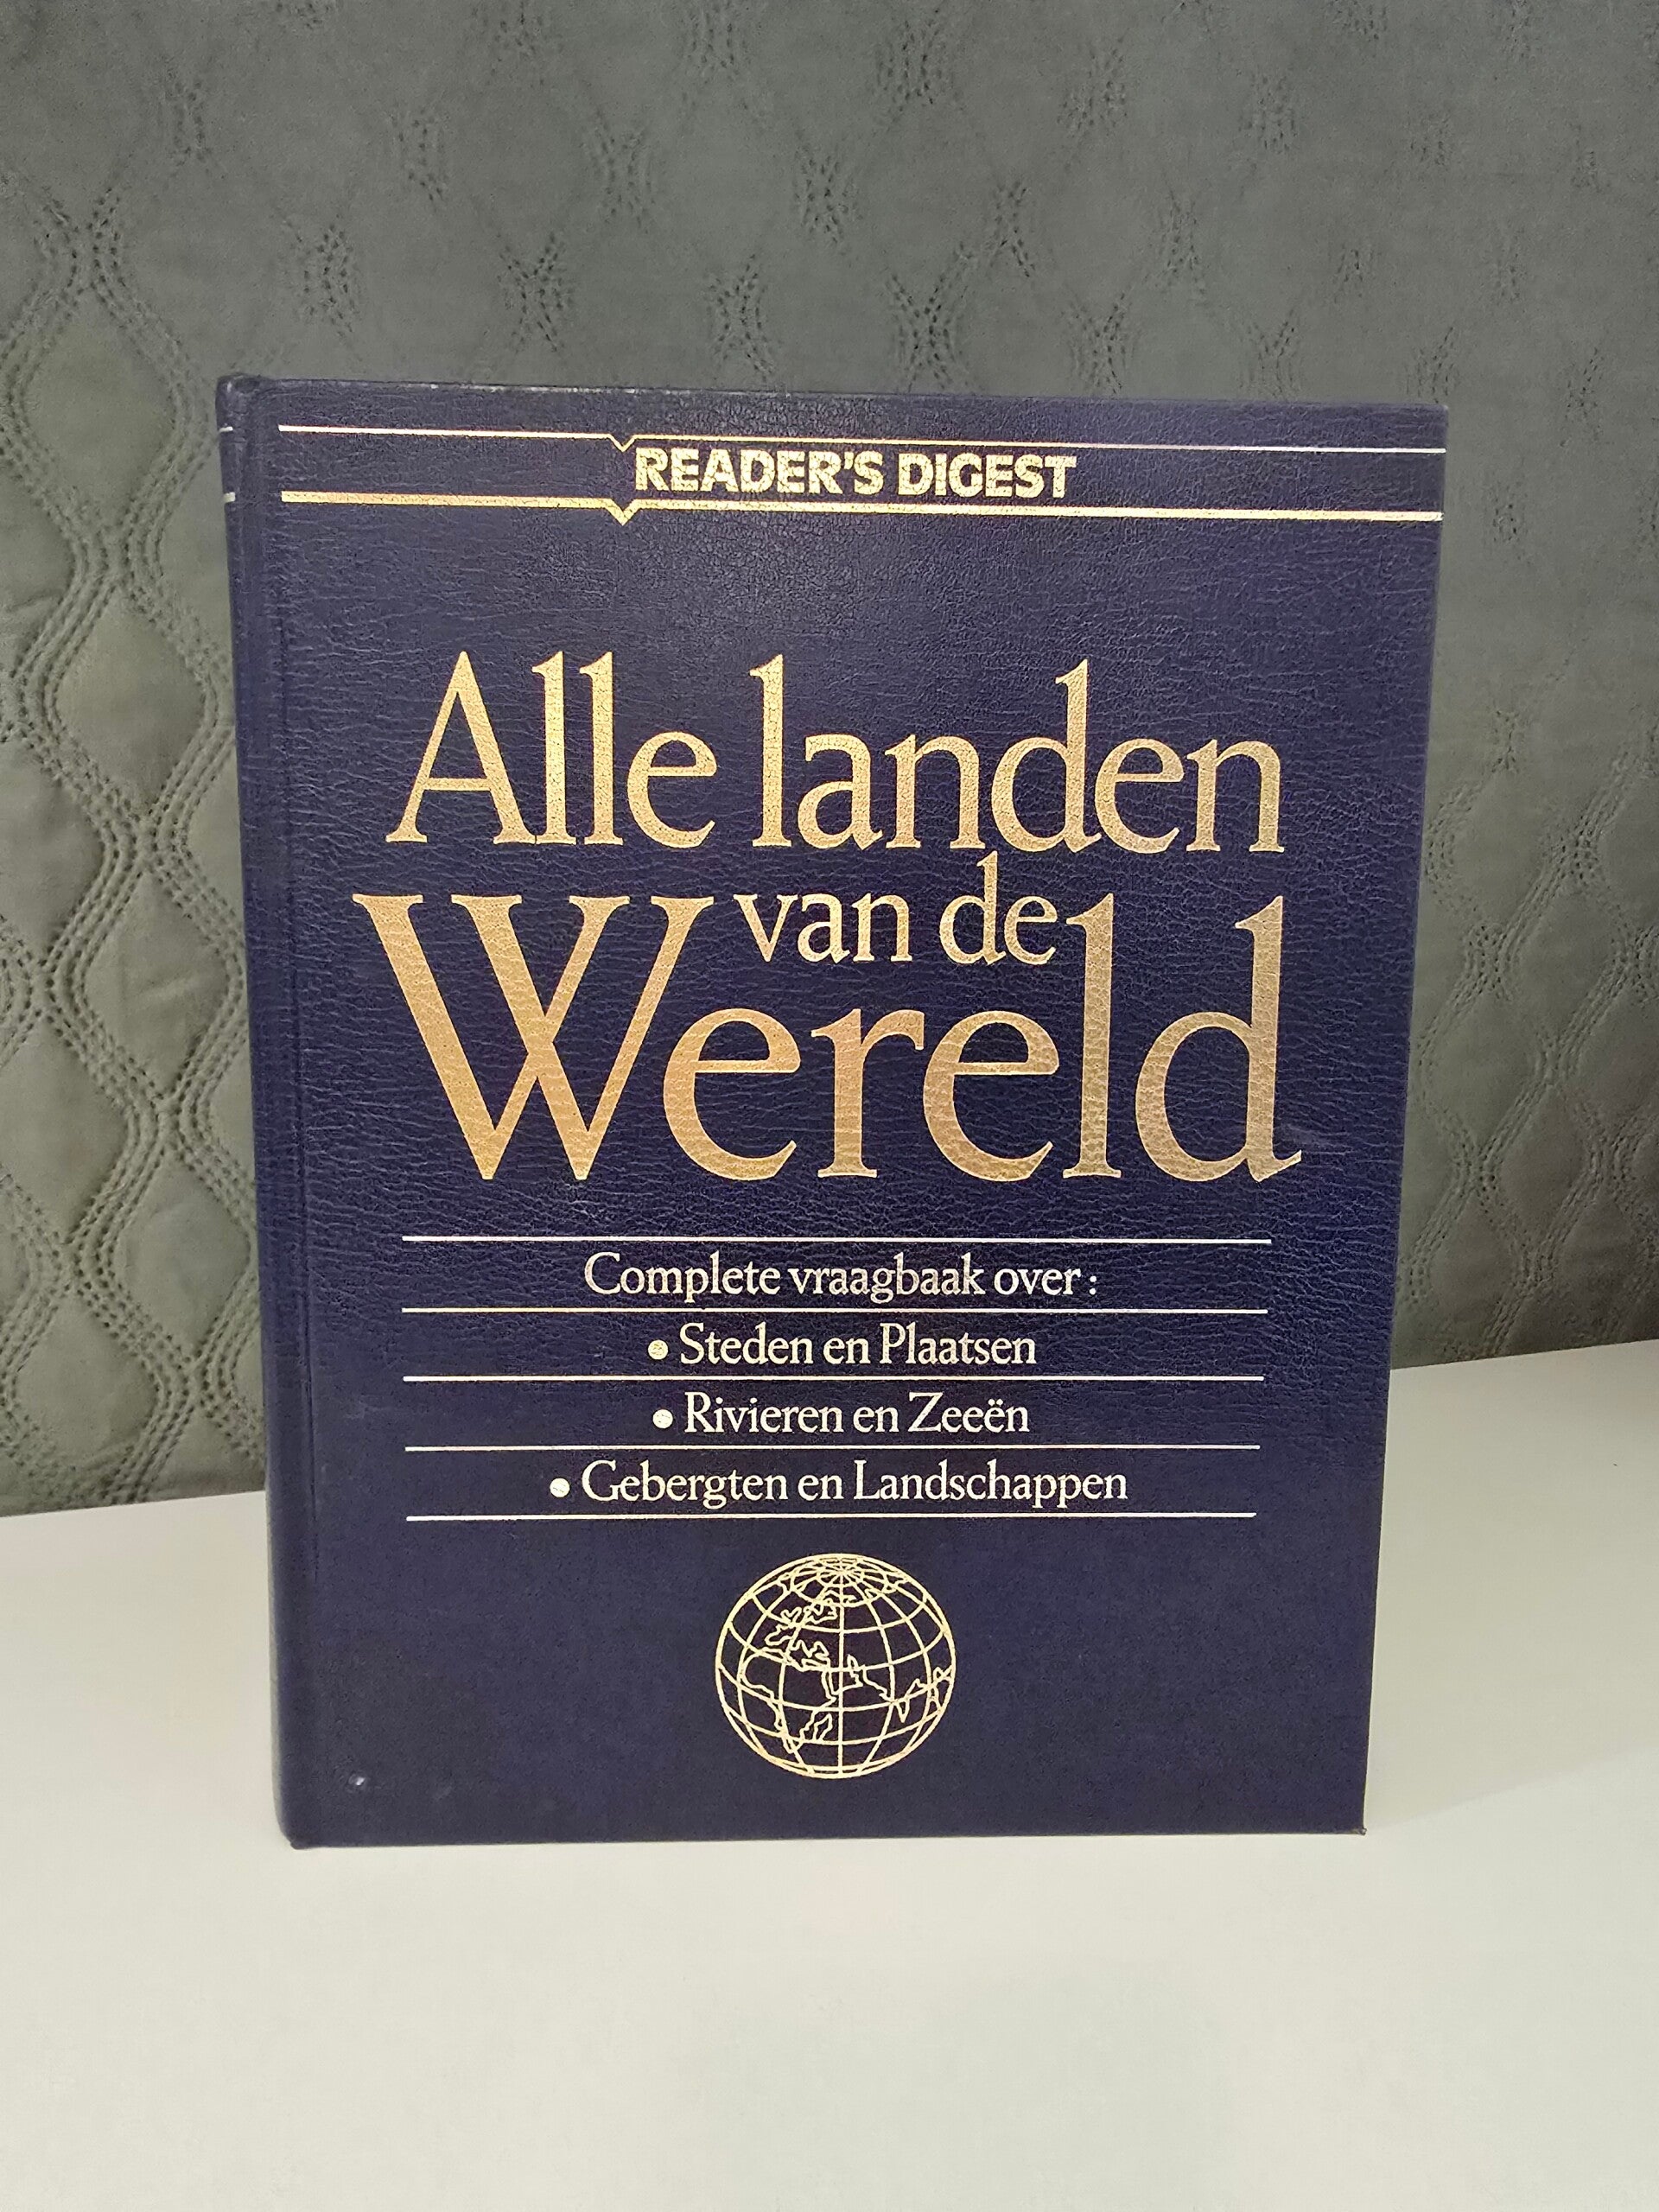 READER'S DIGEST
Alle landen
van de
Wereld
Complete vraagbaak over:
• Steden en Plaatsen
• Rivieren en Zeeën
• Gebergten en Landschappen